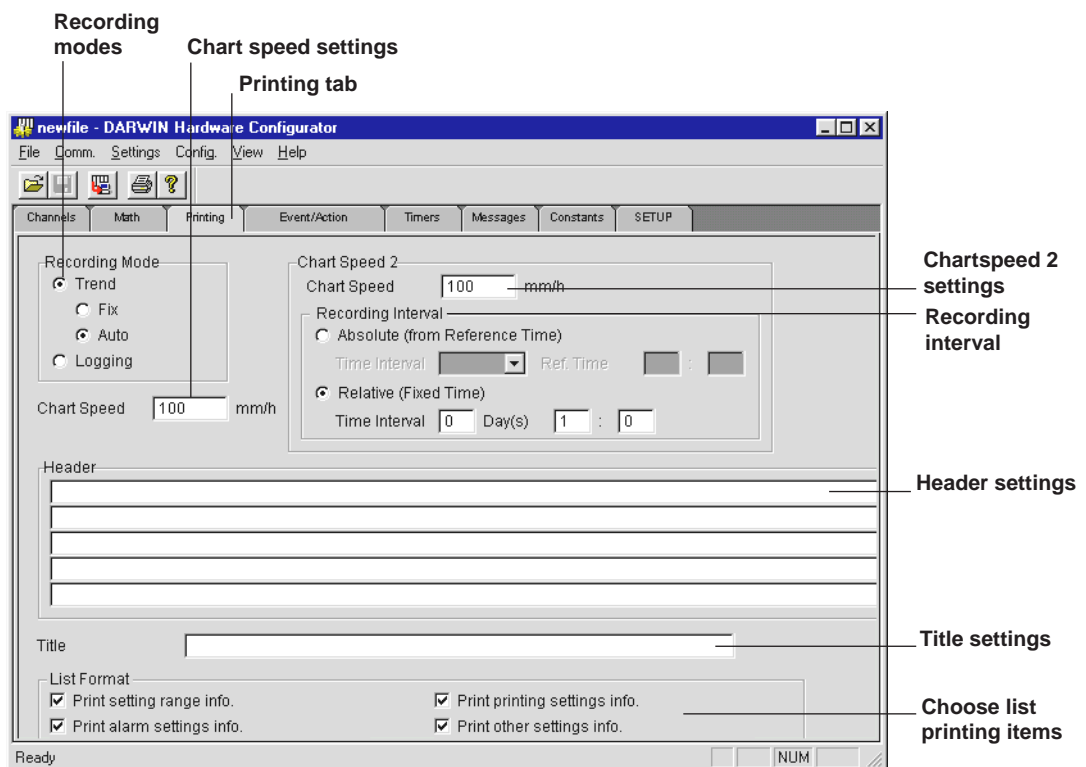 Recording
modes
Chart speed settings
Printing tab
newfile - DARWIN Hardware Configurator
File Comm. Settings Config. View Help
Channels Math Printing Event/Action Timers Messages Constants SETUP
Recording Mode
Trend
Fix
Auto
Logging
Chart Speed 100 mm/h
Chart Speed 2
Chart Speed 100 mm/h
Recording Interval
Absolute (from Reference Time)
Time Interval Ref. Time :
Relative (Fixed Time)
Time Interval 0 Day(s) 1 : 0
Chartspeed 2
settings
Recording
interval
Header
Header settings
Title
Title settings
List Format
Print setting range info. Print printing settings info.
Print alarm settings info. Print other settings info.
Choose list
printing items
Ready NUM